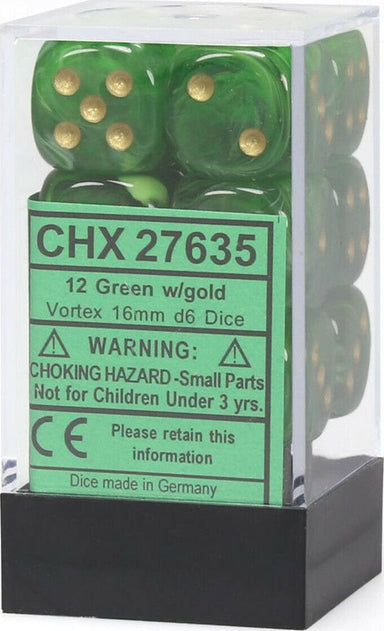 CHX 27635
12 Green w/gold
Vortex 16mm d6 Dice
WARNING:
CHOKING HAZARD -Small Parts
Not for Children Under 3 yrs.
CE
Please retain this
information
Dice made in Germany